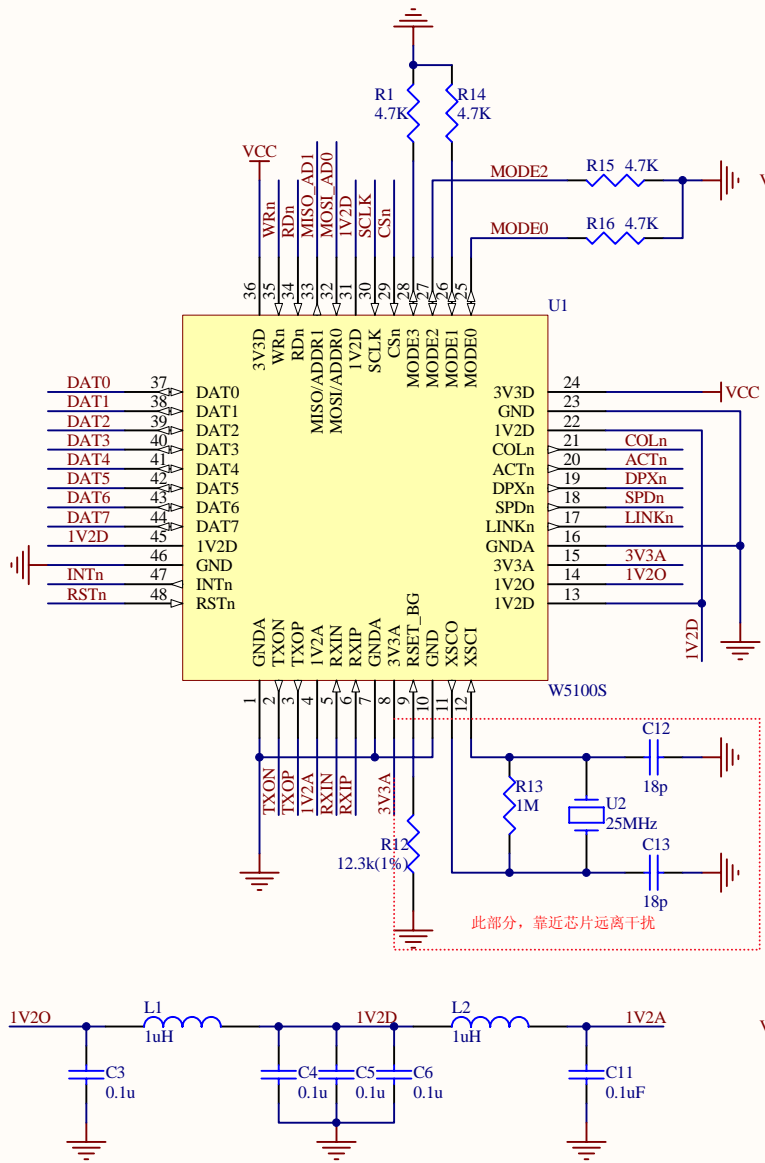 R1
4.7K
R14
4.7K
VCC
WRn
RDn
MISO_AD1
MOSI_AD0
1V2D
SCLK
CSn
MODE2
R15 4.7K
MODE0
R16 4.7K
36
35
34
33
32
31
30
29
28
27
26
25
U1
3V3D
WRn
RDn
MISO/ADDR1
MOSI/ADDR0
1V2D
SCLK
CSn
MODE3
MODE2
MODE1
MODE0
DAT0 37 DAT0
DAT1 38 DAT1
DAT2 39 DAT2
DAT3 40 DAT3
DAT4 41 DAT4
DAT5 42 DAT5
DAT6 43 DAT6
DAT7 44 DAT7
1V2D 45 1V2D
46 GND
INTn 47 INTn
RSTn 48 RSTn
3V3D 24 VCC
GND 23
1V2D 22
COLn 21 COLn
ACTn 20 ACTn
DPXn 19 DPXn
SPDn 18 SPDn
LINKn 17 LINKn
GNDA 16
3V3A 15 3V3A
1V2O 14 1V2O
1V2D 13
1V2D
GNDA
TXON
TXOP
1V2A
RXIN
RXIP
GNDA
3V3A
RSET_BG
GND
XSCO
XSCI
W5100S
1
2
3
4
5
6
7
8
9
10
11
12
TXON
TXOP
1V2A
RXIN
RXIP
3V3A
R12
12.3k(1%)
R13
1M
U2
25MHz
C12
18p
C13
18p
此部分，靠近芯片远离干扰
1V2O
L1
1uH
1V2D
L2
1uH
1V2A
C3
0.1u
C4
0.1u
C5
0.1u
C6
0.1u
C11
0.1uF